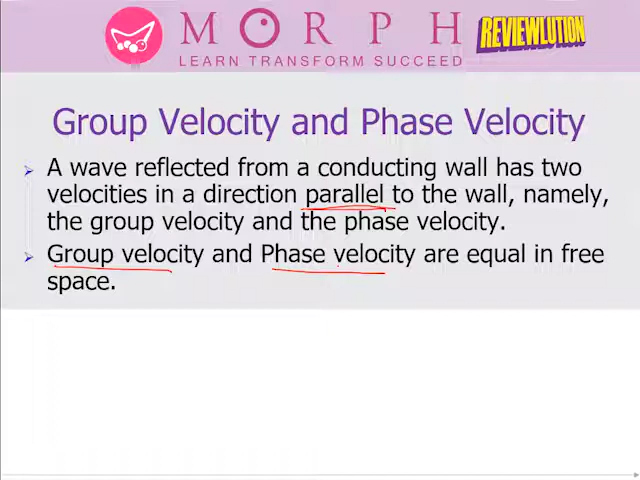 MORPH
REVIEWLUTION
LEARN TRANSFORM SUCCEED
Group Velocity and Phase Velocity
A wave reflected from a conducting wall has two
velocities in a direction parallel to the wall, namely,
the group velocity and the phase velocity.
Group velocity and Phase velocity are equal in free
space.